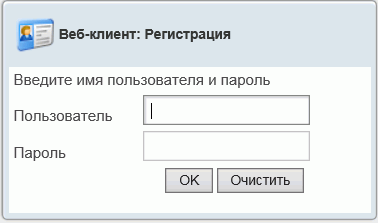 Веб-клиент: Регистрация
Введите имя пользователя и пароль
Пользователь
Пароль
OK Очистить